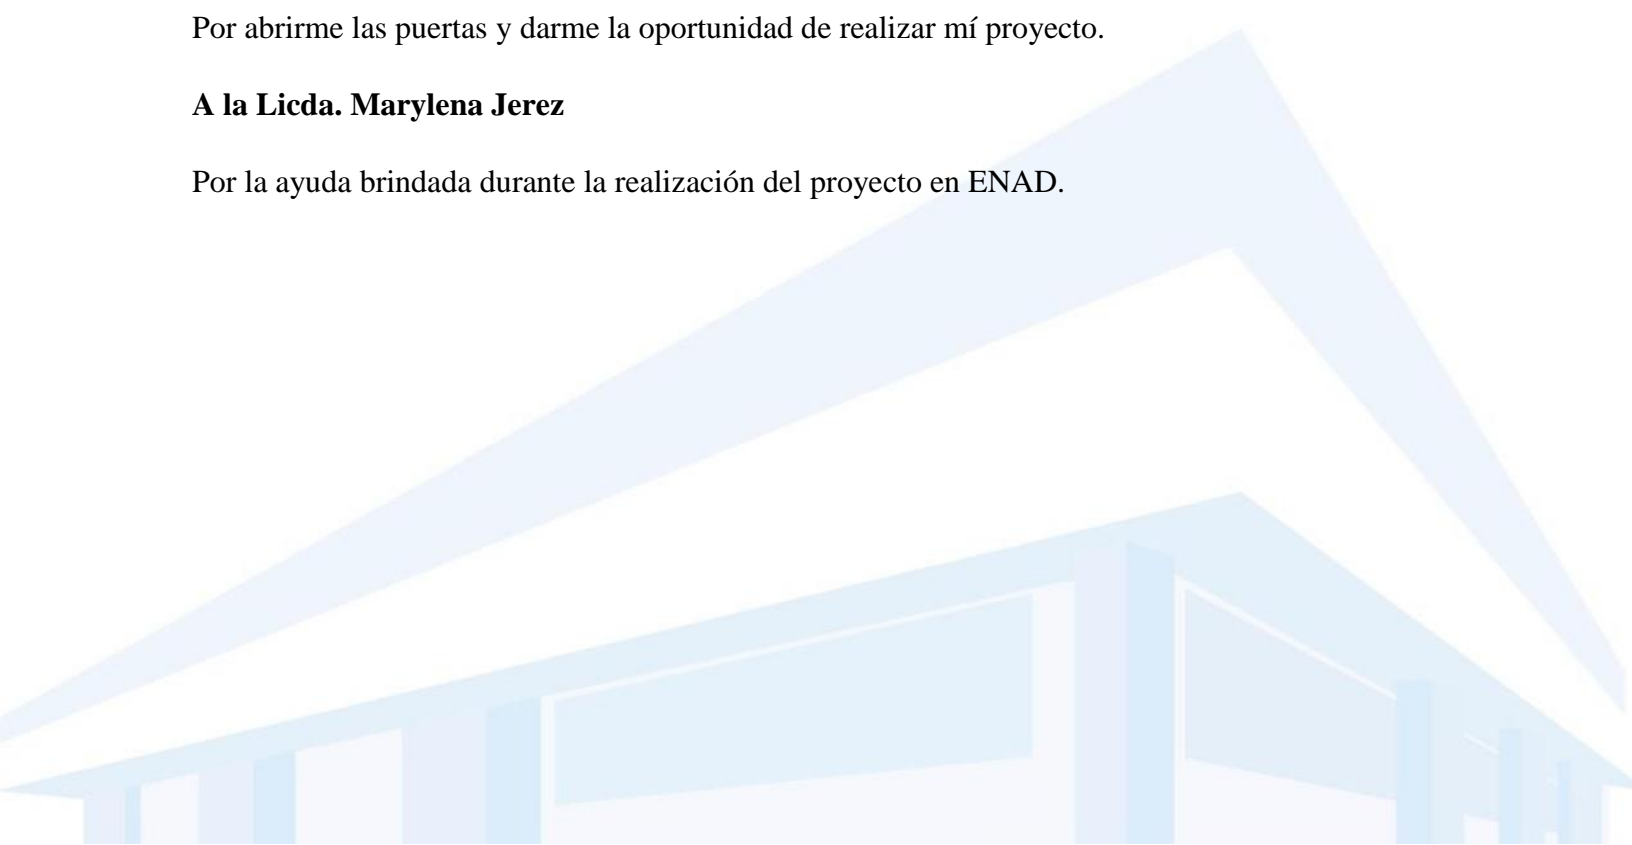 Por abrirme las puertas y darme la oportunidad de realizar mí proyecto.
A la Licda. Marylena Jerez
Por la ayuda brindada durante la realización del proyecto en ENAD.